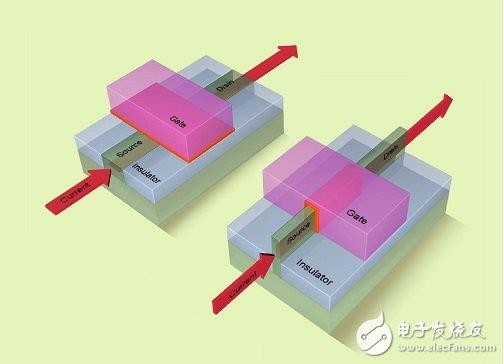 Drain
Gate
Source
Insulator
Current
Drain
Gate
Source
Insulator
Current
电子发烧友
www.elecfans.com